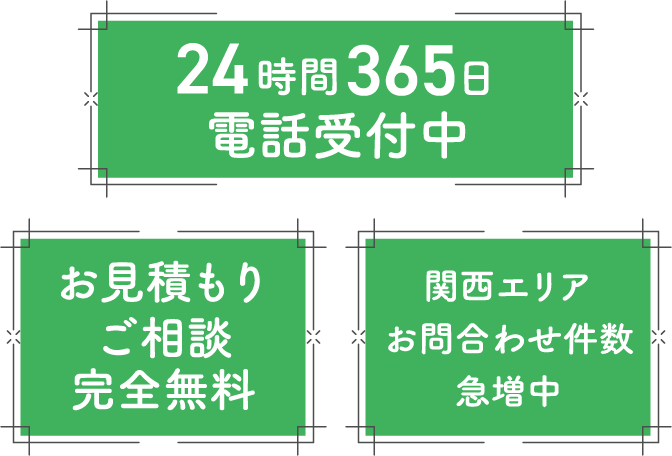 24時間365日
電話受付中
お見積もり
ご相談
完全無料
関西エリア
お問合わせ件数
急増中